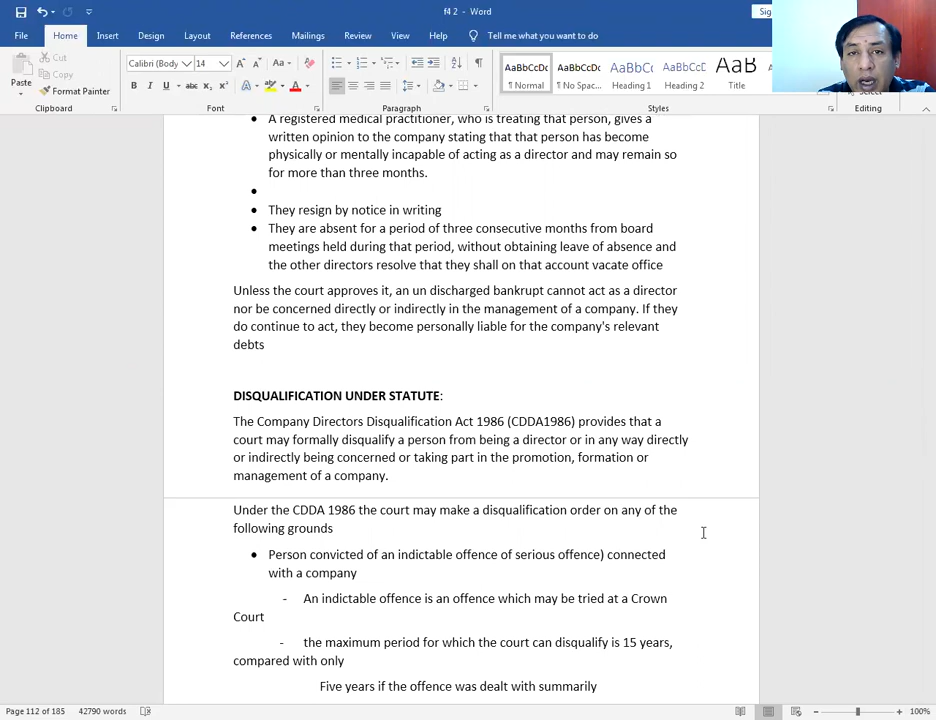 f4 2 - Word
Sig
File Home Insert Design Layout References Mailings Review View Help Tell me what you want to do
Paste
Cut
Copy
Format Painter
Clipboard
Calibri (Body 14
Aa
B I U abc x₂ x² A A
Font
Paragraph
AaBbCcDc AaBbCcDc AaBbCc AaBbCcD AaB
¶ Normal ¶ No Spac... Heading 1 Heading 2 Title
Styles
Editing
• A registered medical practitioner, who is treating that person, gives a
written opinion to the company stating that that person has become
physically or mentally incapable of acting as a director and may remain so
for more than three months.
•
• They resign by notice in writing
• They are absent for a period of three consecutive months from board
meetings held during that period, without obtaining leave of absence and
the other directors resolve that they shall on that account vacate office
Unless the court approves it, an un discharged bankrupt cannot act as a director
nor be concerned directly or indirectly in the management of a company. If they
do continue to act, they become personally liable for the company's relevant
debts
DISQUALIFICATION UNDER STATUTE:
The Company Directors Disqualification Act 1986 (CDDA1986) provides that a
court may formally disqualify a person from being a director or in any way directly
or indirectly being concerned or taking part in the promotion, formation or
management of a company.
Under the CDDA 1986 the court may make a disqualification order on any of the
following grounds
• Person convicted of an indictable offence of serious offence) connected
with a company
- An indictable offence is an offence which may be tried at a Crown
Court
- the maximum period for which the court can disqualify is 15 years,
compared with only
Five years if the offence was dealt with summarily
Page 112 of 185 42790 words 100%